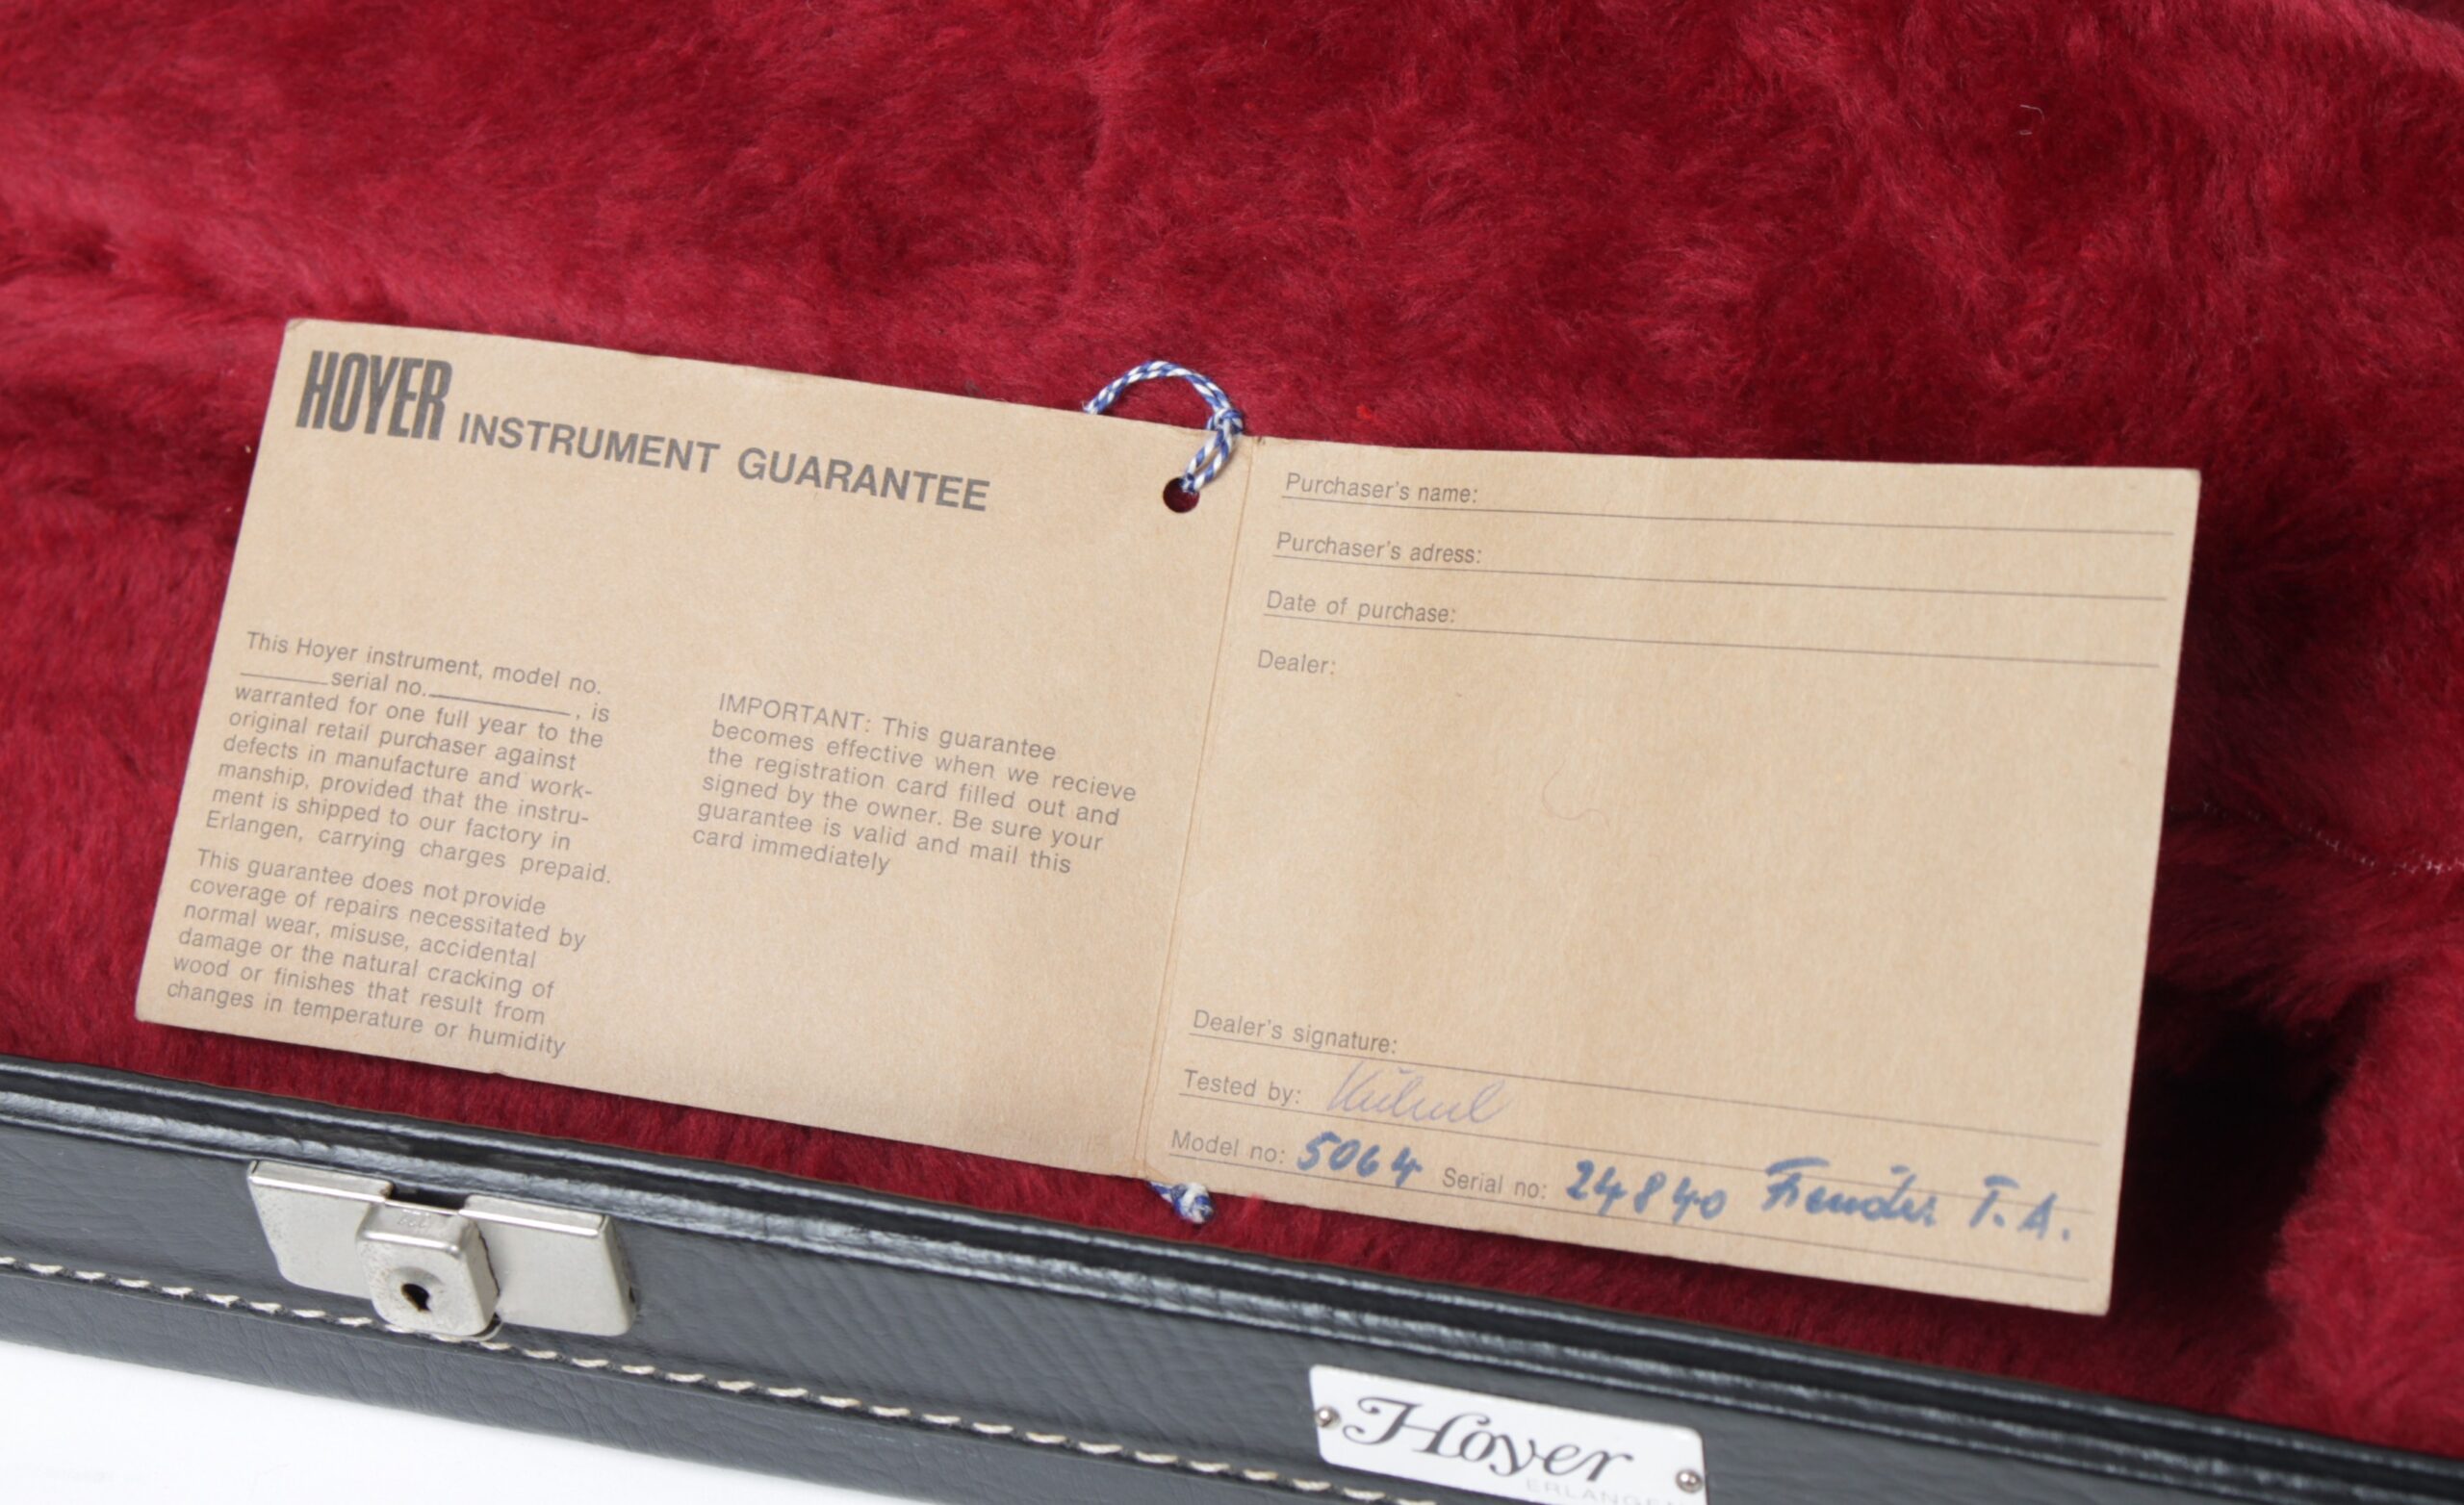 HOYER INSTRUMENT GUARANTEE
This Hoyer instrument, model no.
______ serial no.__________, is
warranted for one full year to the
original retail purchaser against
defects in manufacture and work-
manship, provided that the instru-
ment is shipped to our factory in
Erlangen, carrying charges prepaid.
This guarantee does not provide
coverage of repairs necessitated by
normal wear, misuse, accidental
damage or the natural cracking of
wood or finishes that result from
changes in temperature or humidity
IMPORTANT: This guarantee
becomes effective when we recieve
the registration card filled out and
signed by the owner. Be sure your
guarantee is valid and mail this
card immediately
Purchaser's name:
Purchaser's adress:
Date of purchase:
Dealer:
Dealer's signature:
Tested by:
Model no: 5064 Serial no: 24840 Fender T.A.
Hoyer